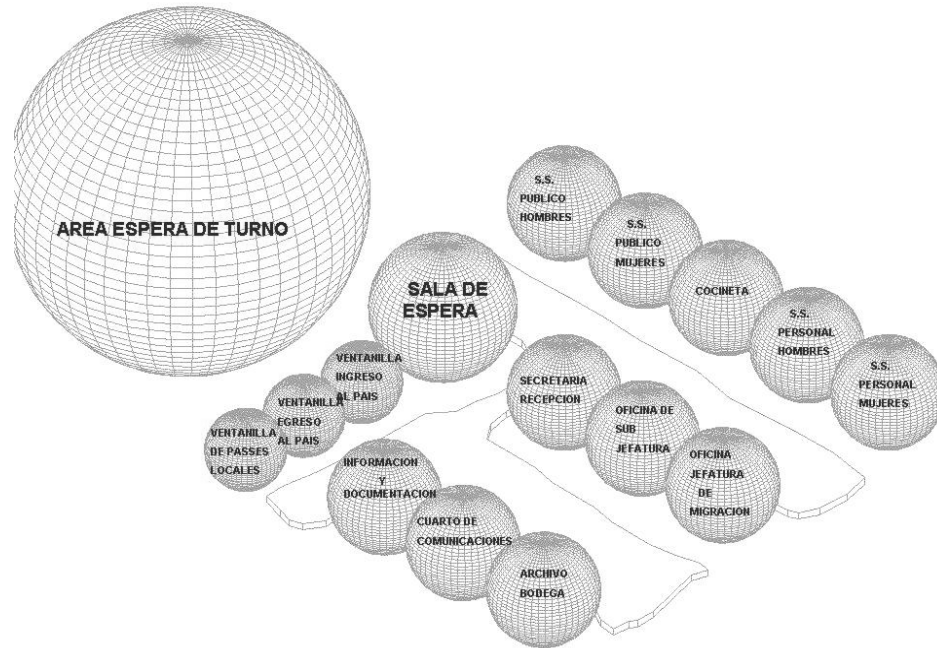 AREA ESPERA DE TURNO
S.S.
PUBLICO
HOMBRES
S.S.
PUBLICO
MUJERES
COCINETA
S.S.
PERSONAL
HOMBRES
S.S.
PERSONAL
MUJERES
SALA DE
ESPERA
VENTANILLA
INGRESO
AL PAIS
VENTANILLA
EGRESO
AL PAIS
VENTANILLA
DE PASSES
LOCALES
SECRETARIA
RECEPCION
OFICINA DE
SUB
JEFATURA
OFICINA
JEFATURA
DE
MIGRACION
INFORMACION
Y
DOCUMENTACION
CUARTO DE
COMUNICACIONES
ARCHIVO
BODEGA